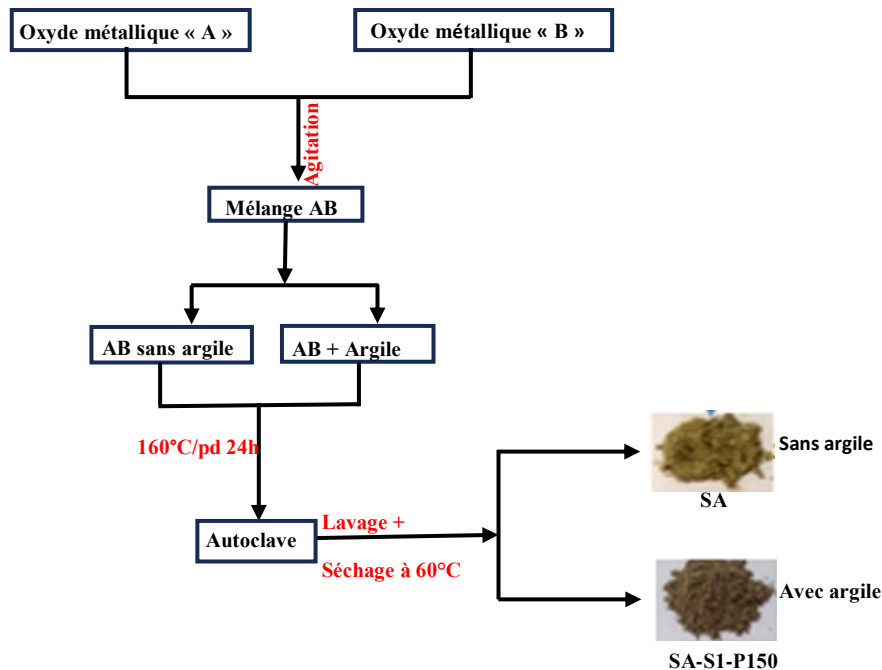 Oxyde métallique « A »
Oxyde métallique « B »
Agitation
Mélange AB
AB sans argile
AB + Argile
160°C/pd 24h
Autoclave
Lavage +
Séchage à 60°C
Sans argile
SA
Avec argile
SA-S1-P150